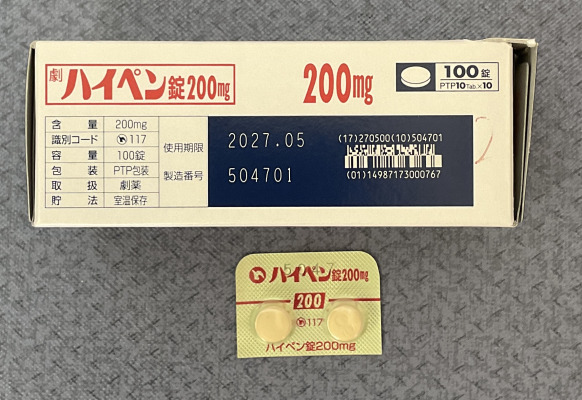 劇 ハイペン錠200mg
200mg
100錠
PTP10Tab×10
含量 200mg
識別コード 117
容量 100錠
包装 PTP包装
取扱 劇薬
貯法 室温保存
使用期限 2027.05
製造番号 504701
(17)270500(10)504701
(01)14987173000767
ハイペン錠200mg
200
117
ハイペン錠200mg